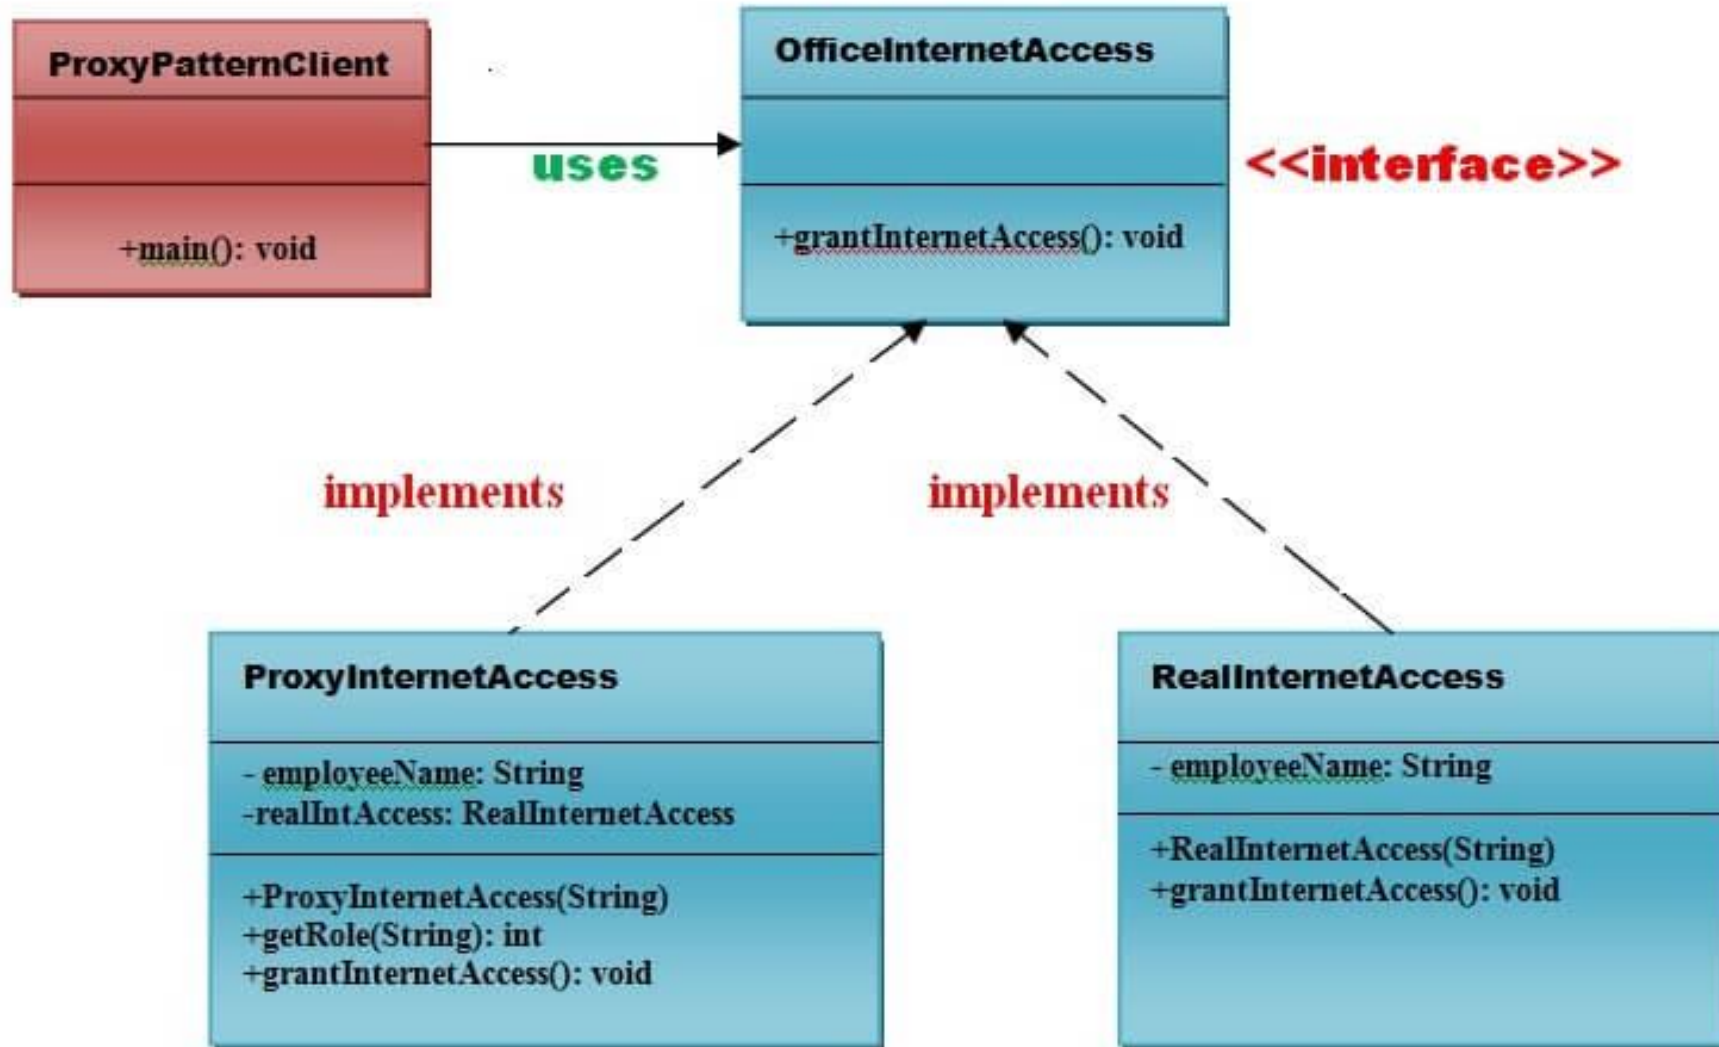 ProxyPatternClient
+main(): void
uses
OfficeInternetAccess
+grantInternetAccess(): void
<<interface>>
implements
implements
ProxyInternetAccess
- employeeName: String
-realIntAccess: RealInternetAccess
+ProxyInternetAccess(String)
+getRole(String): int
+grantInternetAccess(): void
RealInternetAccess
- employeeName: String
+RealInternetAccess(String)
+grantInternetAccess(): void